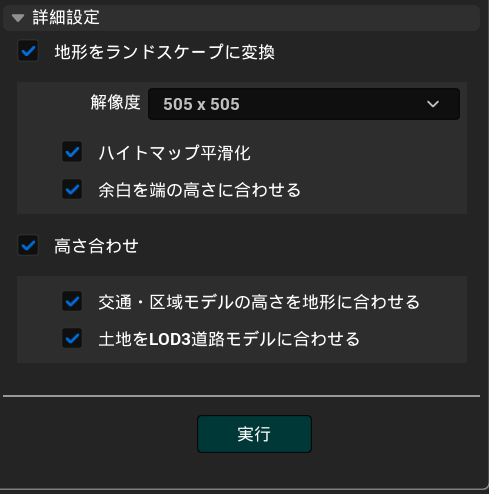 詳細設定
地形をランドスケープに変換
解像度 505 x 505
ハイトマップ平滑化
余白を端の高さに合わせる
高さ合わせ
交通・区域モデルの高さを地形に合わせる
土地をLOD3道路モデルに合わせる
実行